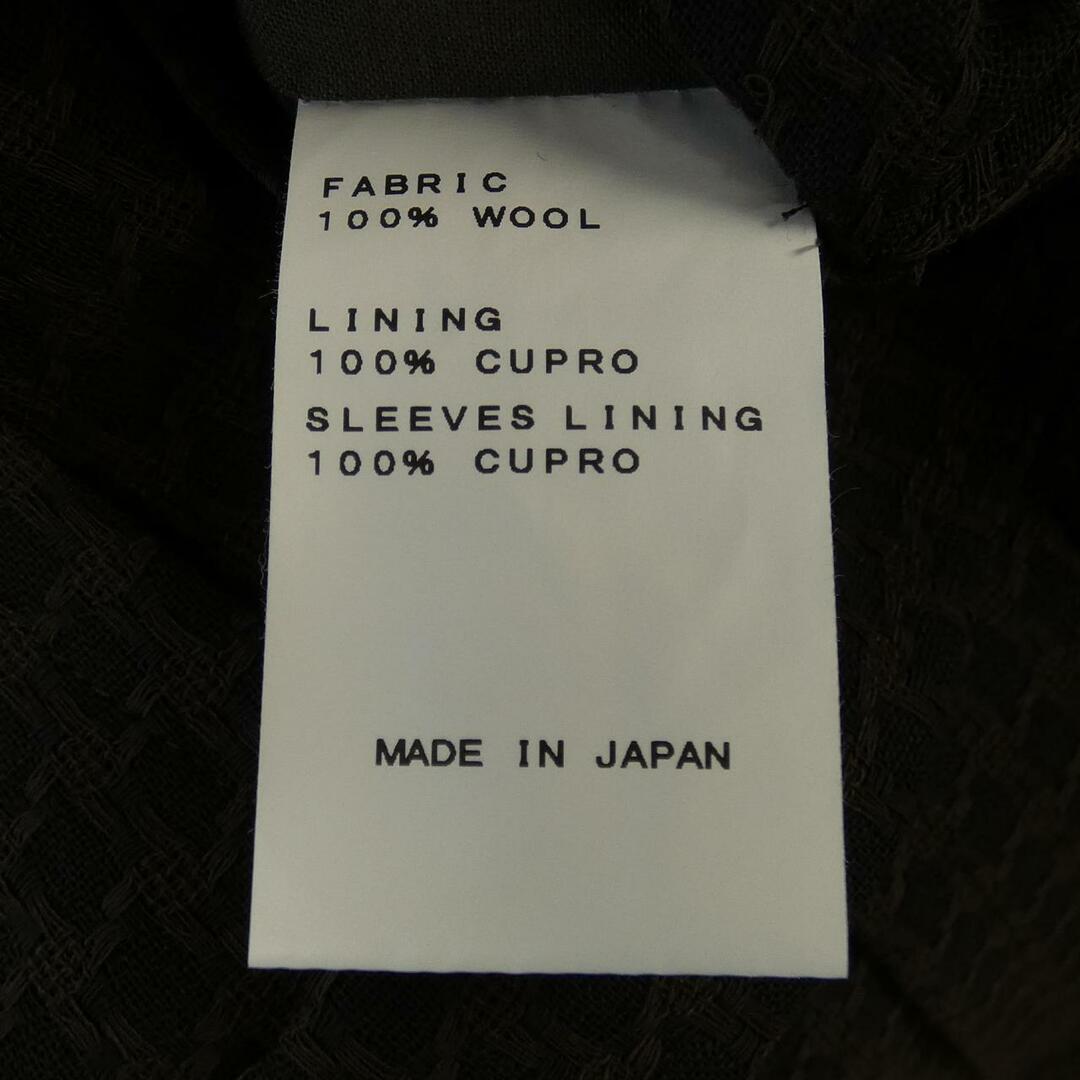 FABRIC
100% WOOL
LINING
100% CUPRO
SLEEVES LINING
100% CUPRO
MADE IN JAPAN